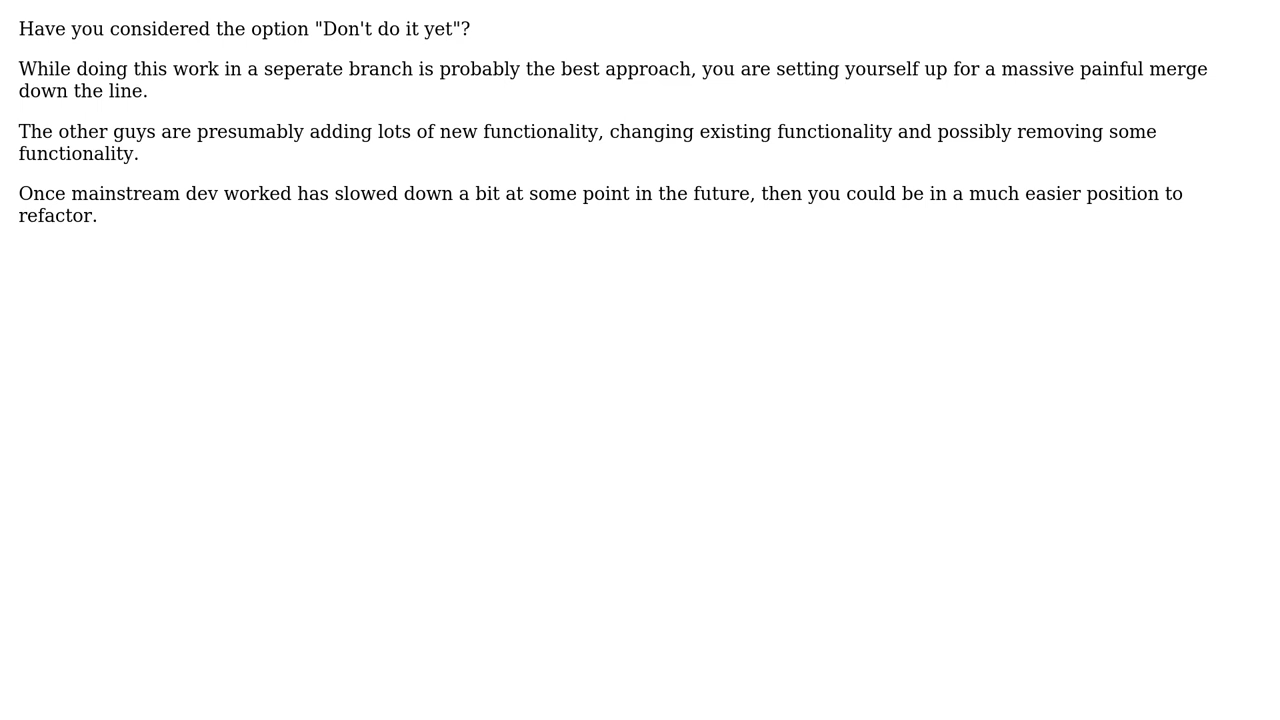 Have you considered the option "Don't do it yet"?
While doing this work in a seperate branch is probably the best approach, you are setting yourself up for a massive painful merge
down the line.
The other guys are presumably adding lots of new functionality, changing existing functionality and possibly removing some
functionality.
Once mainstream dev worked has slowed down a bit at some point in the future, then you could be in a much easier position to
refactor.